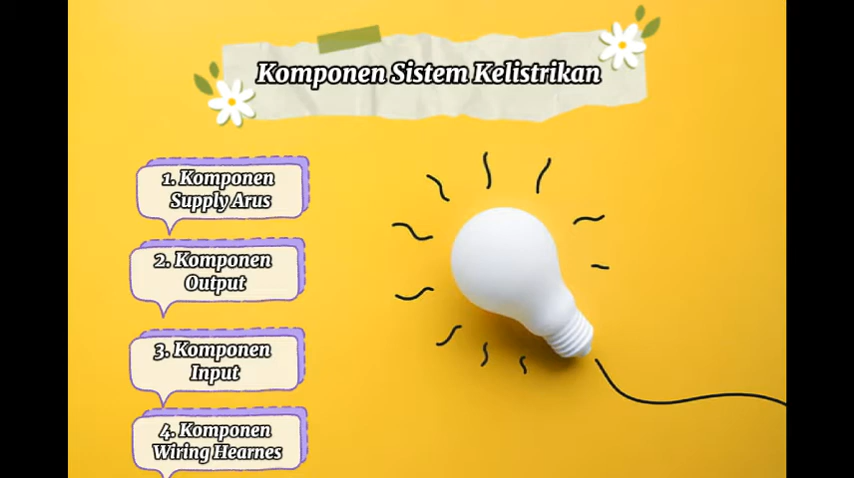 Komponen Sistem Kelistrikan
1. Komponen
Supply Arus
2. Komponen
Output
3. Komponen
Input
4. Komponen
Wiring Hearnes